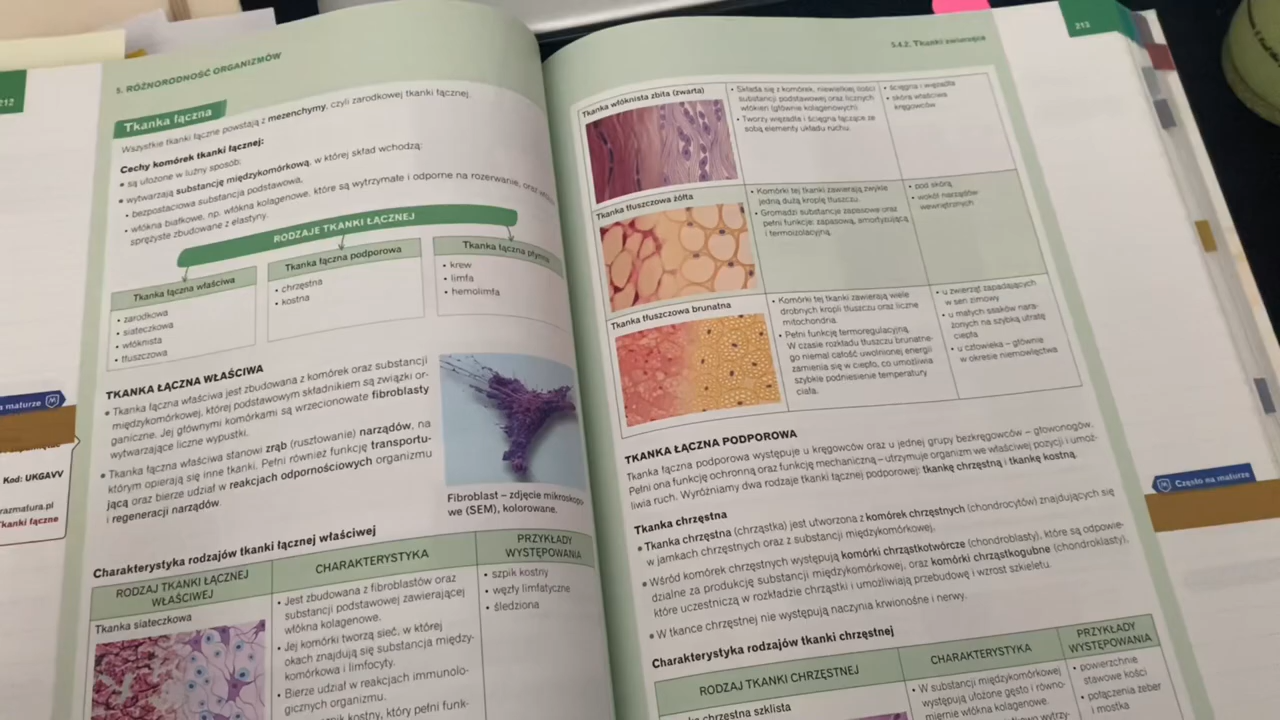 212
5. RÓŻNORODNOŚĆ ORGANIZMÓW
Tkanka łączna
Wszystkie tkanki łączne powstają z mezenchymy, czyli zarodkowej tkanki łącznej.
Cechy komórek tkanki łącznej:
• są ułożone w luźny sposób;
• wytwarzają substancję międzykomórkową, w której skład wchodzą:
• bezpostaciowa substancja podstawowa,
• włókna białkowe, np. włókna kolagenowe, które są wytrzymałe i odporne na rozerwanie, oraz
sprężyste zbudowane z elastyny.
RODZAJE TKANKI ŁĄCZNEJ
Tkanka łączna właściwa
• zarodkowa
• siateczkowa
• włóknista
• tłuszczowa
Tkanka łączna podporowa
• chrzęstna
• kostna
Tkanka łączna płynna
• krew
• limfa
• hemolimfa
TKANKA ŁĄCZNA WŁAŚCIWA
• Tkanka łączna właściwa jest zbudowana z komórek oraz substancji
międzykomórkowej, której podstawowym składnikiem są związki or-
ganiczne. Jej głównymi komórkami są wrzecionowate fibroblasty
wytwarzające liczne wypustki.
• Tkanka łączna właściwa stanowi zrąb (rusztowanie) narządów, na
którym opierają się inne tkanki. Pełni również funkcję transportu-
jącą oraz bierze udział w reakcjach odpornościowych organizmu
i regeneracji narządów.
Fibroblast – zdjęcie mikroskopo-
we (SEM), kolorowane.
maturze
Kod: UKGAVV
razmatura.pl
Tkanki łączne
Charakterystyka rodzajów tkanki łącznej właściwej
RODZAJ TKANKI ŁĄCZNEJ
WŁAŚCIWEJ
CHARAKTERYSTYKA
PRZYKŁADY
WYSTĘPOWANIA
Tkanka siateczkowa
• Jest zbudowana z fibroblastów oraz
substancji podstawowej zawierającej
włókna kolagenowe.
• Jej komórki tworzą sieć, w której
okach znajdują się substancja między-
komórkowa i limfocyty.
• Bierze udział w reakcjach immunolo-
gicznych organizmu.
szpik kostny, który pełni funk-
• szpik kostny
• węzły limfatyczne
• śledziona
5.4.2. Tkanki zwierzęce
213
Tkanka włóknista zbita (zwarta)
• Składa się z komórek, niewielkiej ilości
substancji podstawowej oraz licznych
włókien (głównie kolagenowych).
• Tworzy więzadła i ścięgna łączące ze
sobą elementy układu ruchu.
• ścięgna i więzadła
• skóra właściwa
kręgowców
Tkanka tłuszczowa żółta
• Komórki tej tkanki zawierają zwykle
jedną dużą kroplę tłuszczu.
• Gromadzi substancje zapasowe oraz
pełni funkcje: zapasową, amortyzującą
i termoizolacyjną.
• pod skórą
• wokół narządów
wewnętrznych
Tkanka tłuszczowa brunatna
• Komórki tej tkanki zawierają wiele
drobnych kropli tłuszczu oraz liczne
mitochondria.
• Pełni funkcję termoregulacyjną.
W czasie rozkładu tłuszczu brunatne-
go niemal całość uwolnionej energii
zamienia się w ciepło, co umożliwia
szybkie podniesienie temperatury
ciała.
• u zwierząt zapadających
w sen zimowy
• u małych ssaków nara-
żonych na szybką utratę
ciepła
• u człowieka – głównie
w okresie niemowlęctwa
TKANKA ŁĄCZNA PODPOROWA
Tkanka łączna podporowa występuje u kręgowców oraz u jednej grupy bezkręgowców – głowonogów.
Pełni ona funkcję ochronną oraz funkcję mechaniczną – utrzymuje organizm we właściwej pozycji i umoż-
liwia ruch. Wyróżniamy dwa rodzaje tkanki łącznej podporowej: tkankę chrzęstną i tkankę kostną.
Tkanka chrzęstna
• Tkanka chrzęstna (chrząstka) jest utworzona z komórek chrzęstnych (chondrocytów) znajdujących się
w jamkach chrzęstnych oraz z substancji międzykomórkowej.
• Wśród komórek chrzęstnych występują komórki chrząstkotwórcze (chondroblasty), które są odpowie-
dzialne za produkcję substancji międzykomórkowej, oraz komórki chrząstkogubne (chondroklasty),
które uczestniczą w rozkładzie chrząstki i umożliwiają przebudowę i wzrost szkieletu.
• W tkance chrzęstnej nie występują naczynia krwionośne i nerwy.
Często na maturze
Charakterystyka rodzajów tkanki chrzęstnej
RODZAJ TKANKI CHRZĘSTNEJ
CHARAKTERYSTYKA
PRZYKŁADY
WYSTĘPOWANIA
chrzęstna szklista
• W substancji międzykomórkowej
występują ułożone gęsto i równo-
miernie włókna kolagenowe.
• powierzchnie
stawowe kości
• połączenia żeber
i mostka